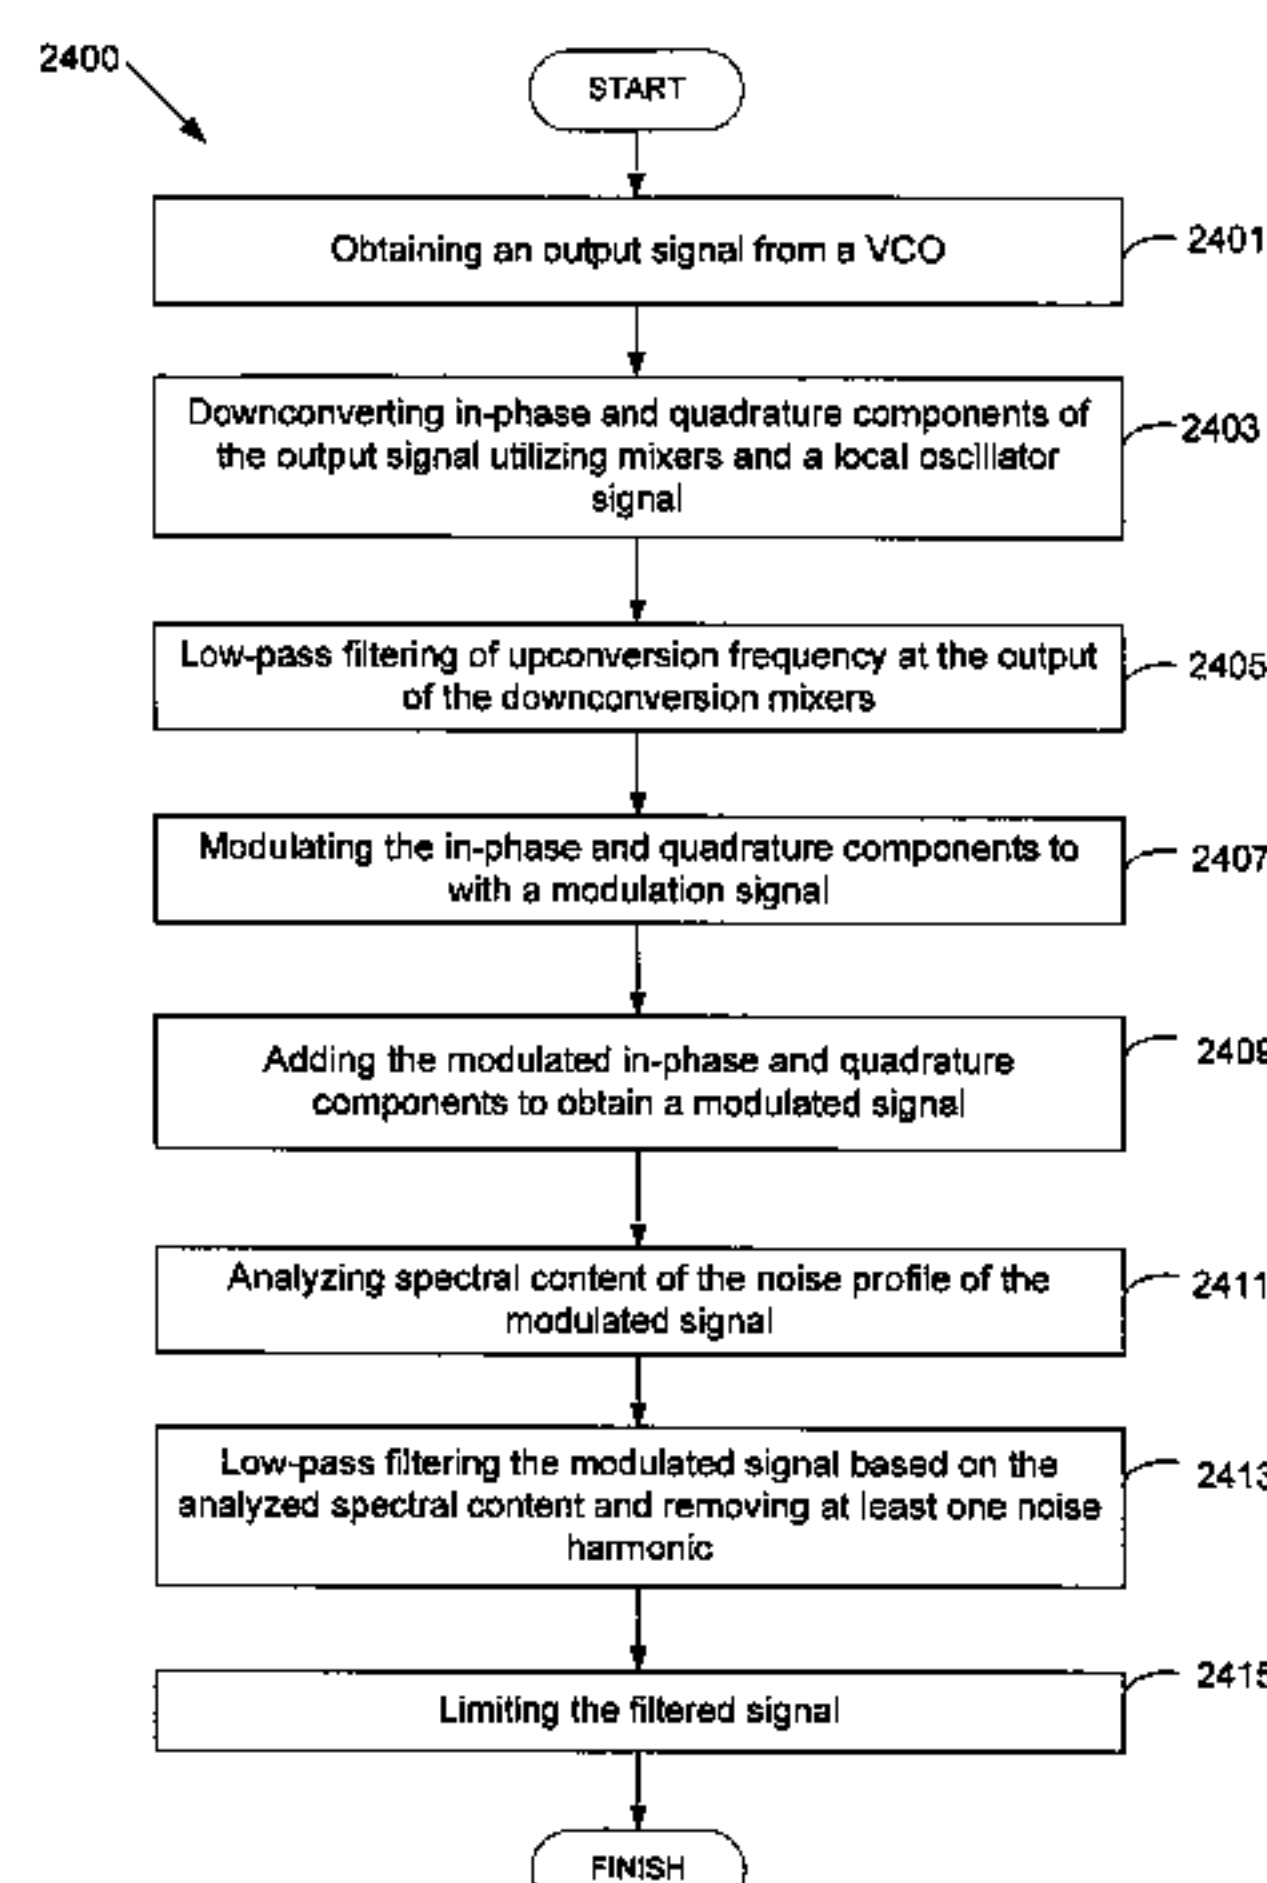 2400
START
Obtaining an output signal from a VCO
2401
Downconverting in-phase and quadrature components of
the output signal utilizing mixers and a local oscillator
signal
2403
Low-pass filtering of upconversion frequency at the output
of the downconversion mixers
2405
Modulating the in-phase and quadrature components to
with a modulation signal
2407
Adding the modulated in-phase and quadrature
components to obtain a modulated signal
2409
Analyzing spectral content of the noise profile of the
modulated signal
2411
Low-pass filtering the modulated signal based on the
analyzed spectral content and removing at least one noise
harmonic
2413
Limiting the filtered signal
2415
FINISH